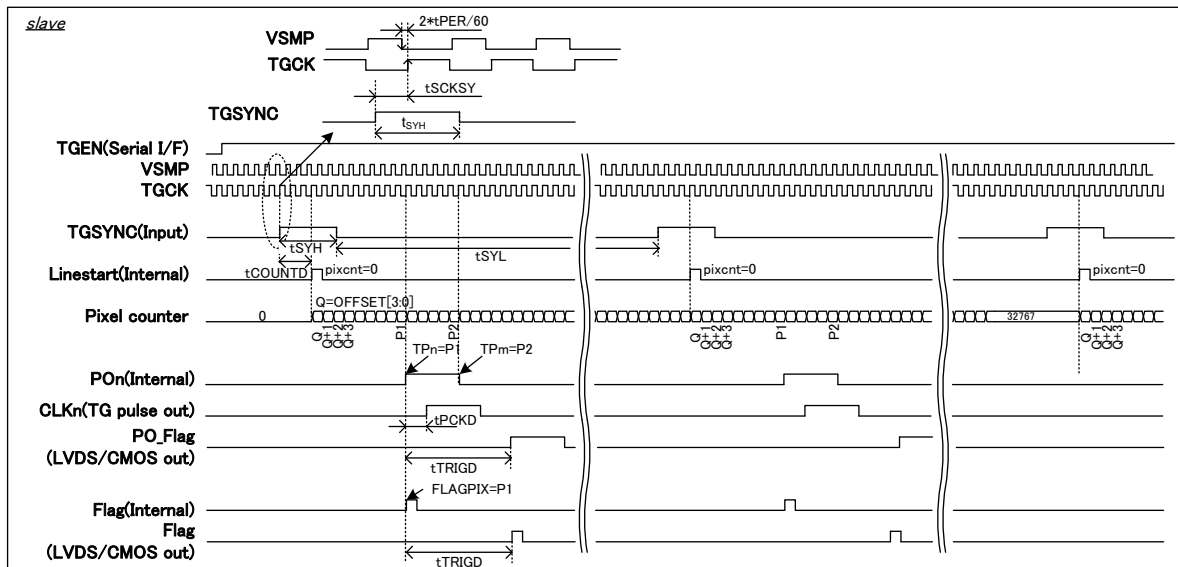 slave
2*tPER/60
VSMP
TGCK
tSCKSY
TGSYNC
tSYH
TGEN(Serial I/F)
VSMP
TGCK
TGSYNC(Input)
tSYH
tSYL
tCOUNTD
Linestart(Internal)
pixcnt=0
pixcnt=0
pixcnt=0
Q=OFFSET[3:0]
Pixel counter
0
32767
Q
Q+1
Q+2
Q+3
P1
P2
Q
Q+1
Q+2
Q+3
P1
P2
Q
Q+1
Q+2
Q+3
TPn=P1
TPm=P2
POn(Internal)
CLKn(TG pulse out)
tPCKD
PO_Flag
(LVDS/CMOS out)
tTRIGD
FLAGPIX=P1
Flag(Internal)
Flag
(LVDS/CMOS out)
tTRIGD